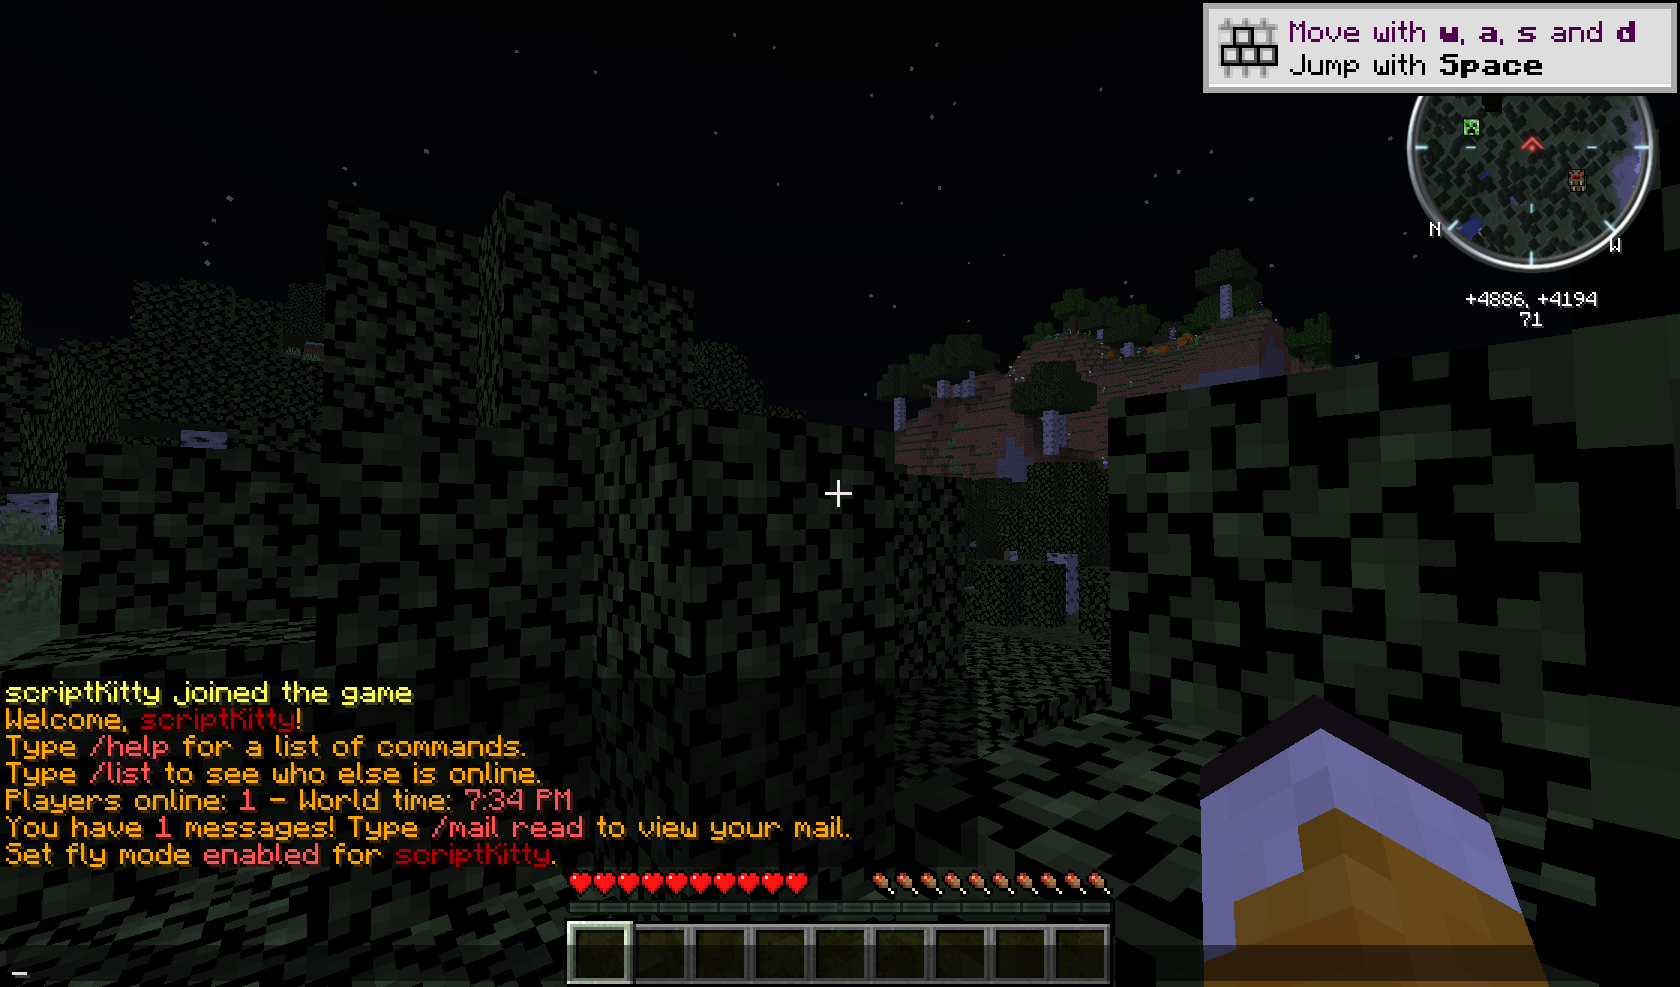 Move with w, a, s and d
Jump with Space
N
W
+4886, +4194
71
scriptKitty joined the game
Welcome, scriptKitty!
Type /help for a list of commands.
Type /list to see who else is online.
Players online: 1 - World time: 7:34 PM
You have 1 messages! Type /mail read to view your mail.
Set fly mode enabled for scriptKitty.
_